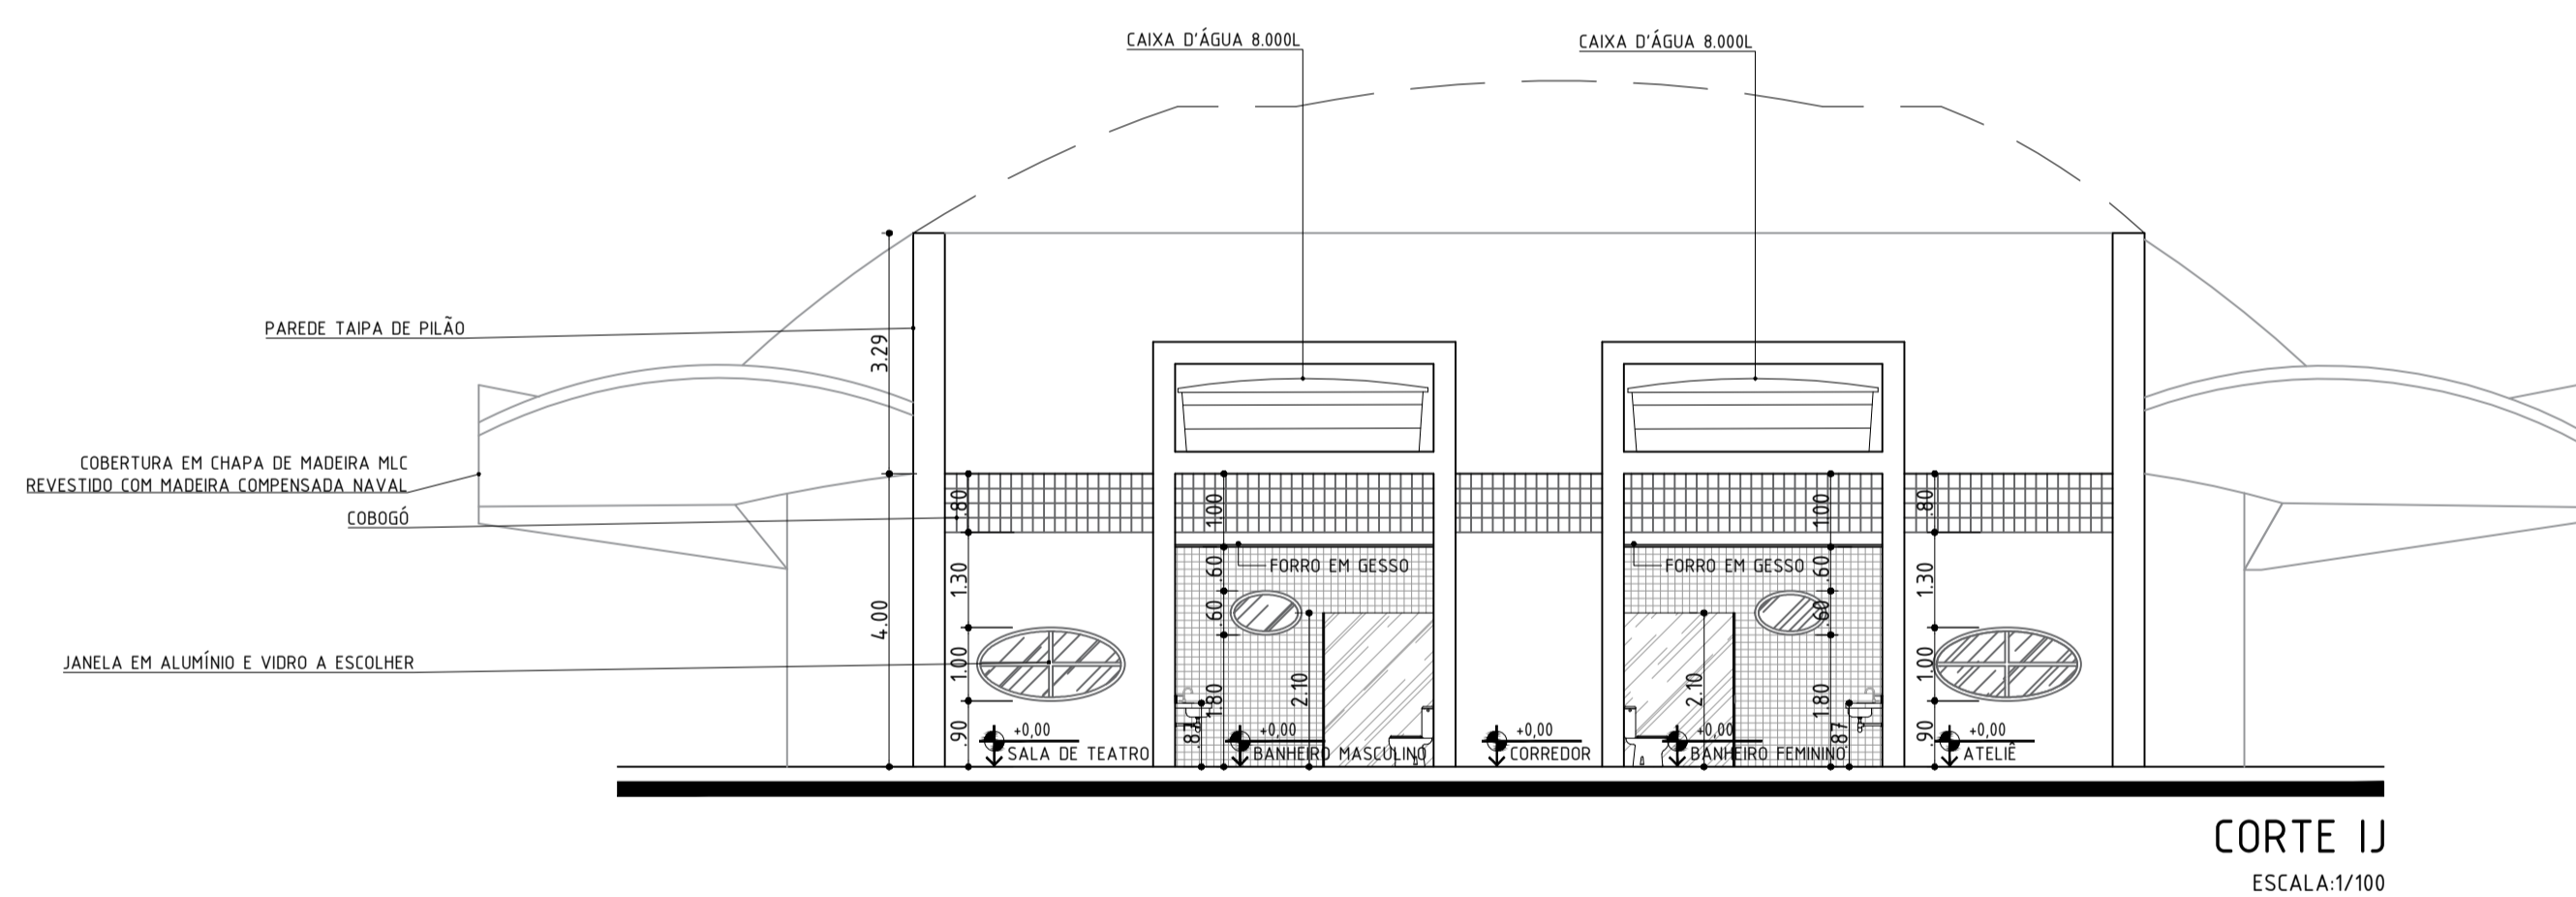 CAIXA D'ÁGUA 8.000L
CAIXA D'ÁGUA 8.000L
PAREDE TAIPA DE PILÃO
3.29
COBERTURA EM CHAPA DE MADEIRA MLC
REVESTIDO COM MADEIRA COMPENSADA NAVAL
COBOGÓ
.80
1.00
1.00
.80
FORRO EM GESSO
FORRO EM GESSO
1.30
.60
.60
1.30
4.00
.60
.60
JANELA EM ALUMÍNIO E VIDRO A ESCOLHER
1.00
1.80
2.10
2.10
1.80
1.00
.90
.87
.87
.90
+0,00
SALA DE TEATRO
+0,00
BANHEIRO MASCULINO
+0,00
CORREDOR
+0,00
BANHEIRO FEMININO
+0,00
ATELIÊ
CORTE IJ
ESCALA:1/100